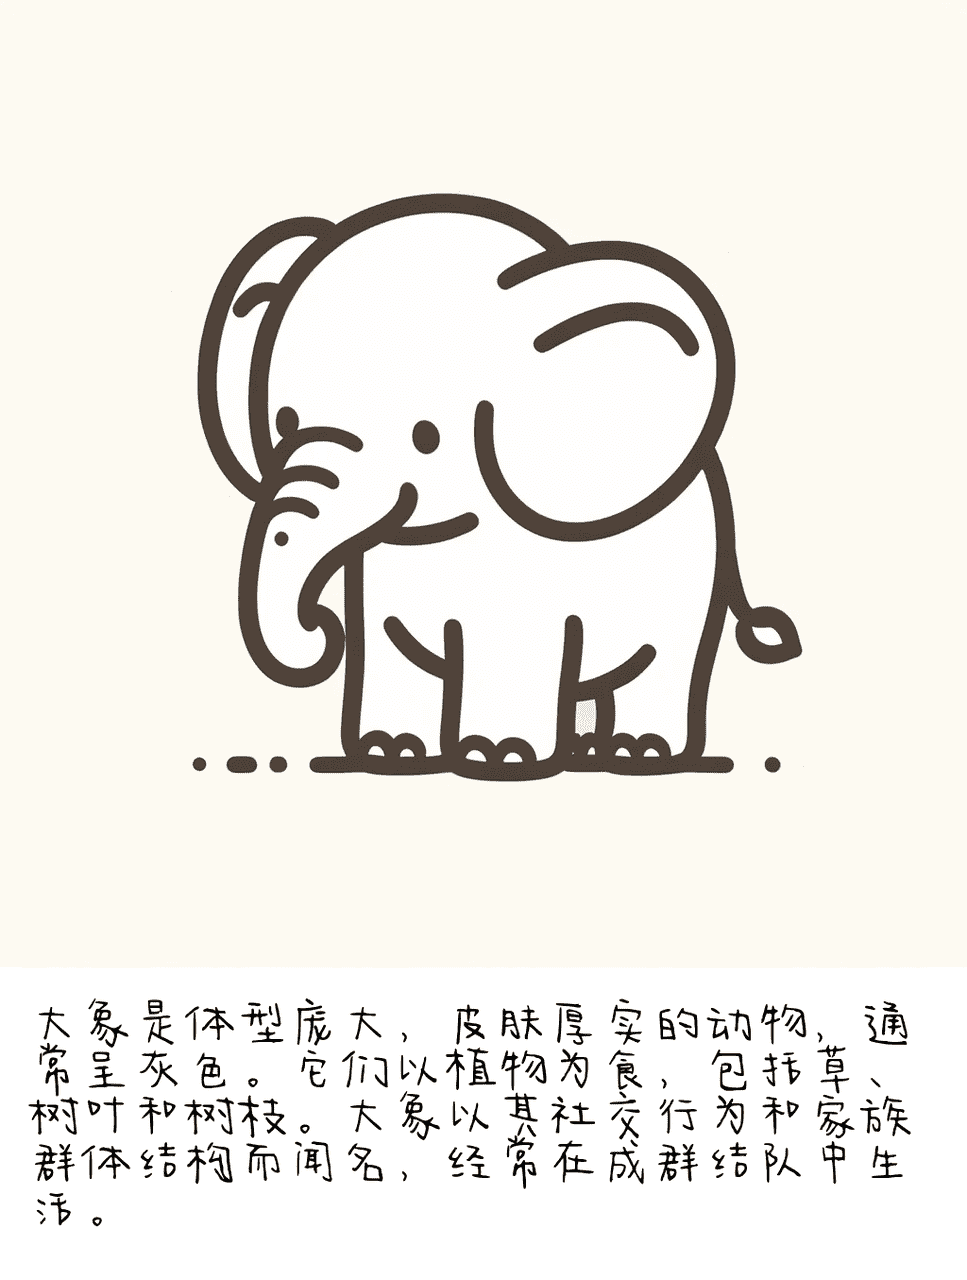 大象是体型庞大，皮肤厚实的动物，通
常呈灰色。它们以植物为食，包括草、
树叶和树枝。大象以其社交行为和家族
群体结构而闻名，经常在成群结队中生
活。